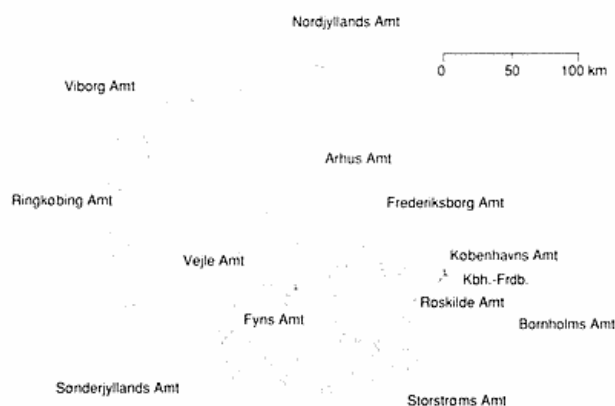 Nordjyllands Amt
0 50 100 km
Viborg Amt
Arhus Amt
Ringkøbing Amt
Frederiksborg Amt
Københavns Amt
Vejle Amt
Kbh.-Frdb.
Roskilde Amt
Fyns Amt
Bornholms Amt
Sønderjyllands Amt
Storstrøms Amt